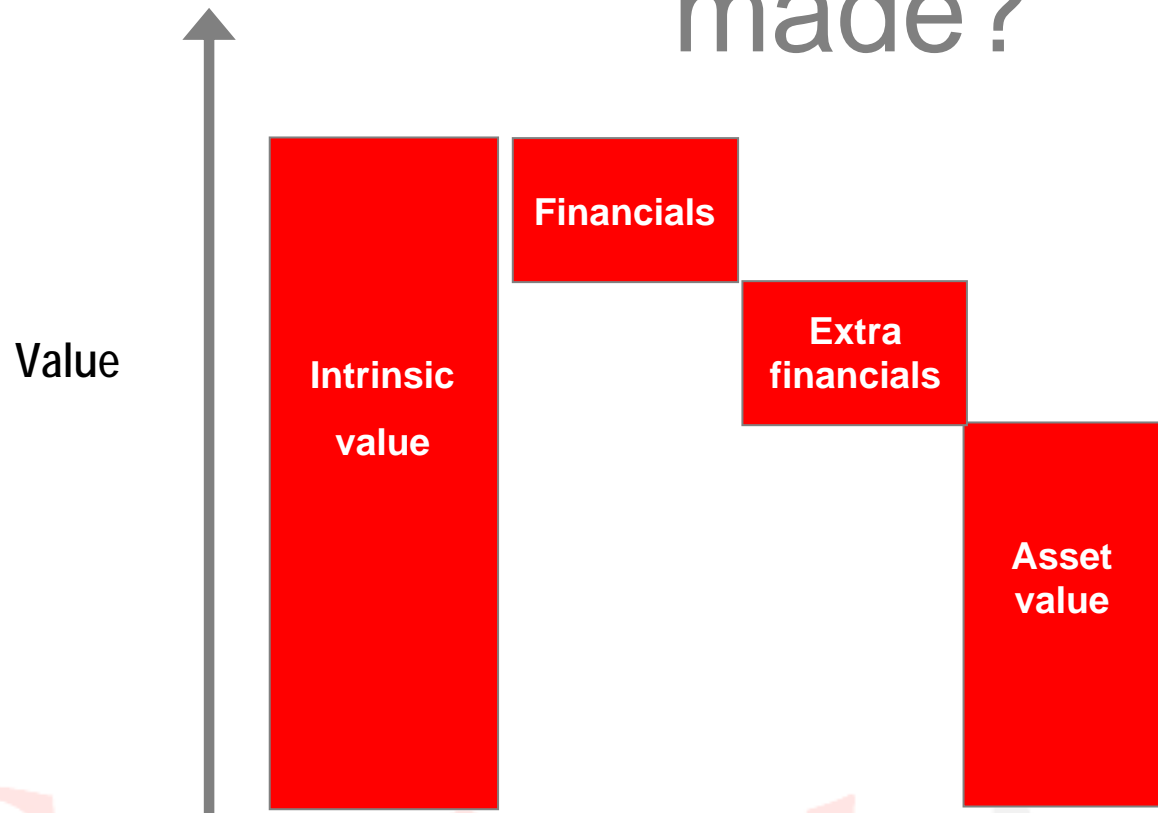 made?
Financials
Extra
financials
Value
Intrinsic
value
Asset
value